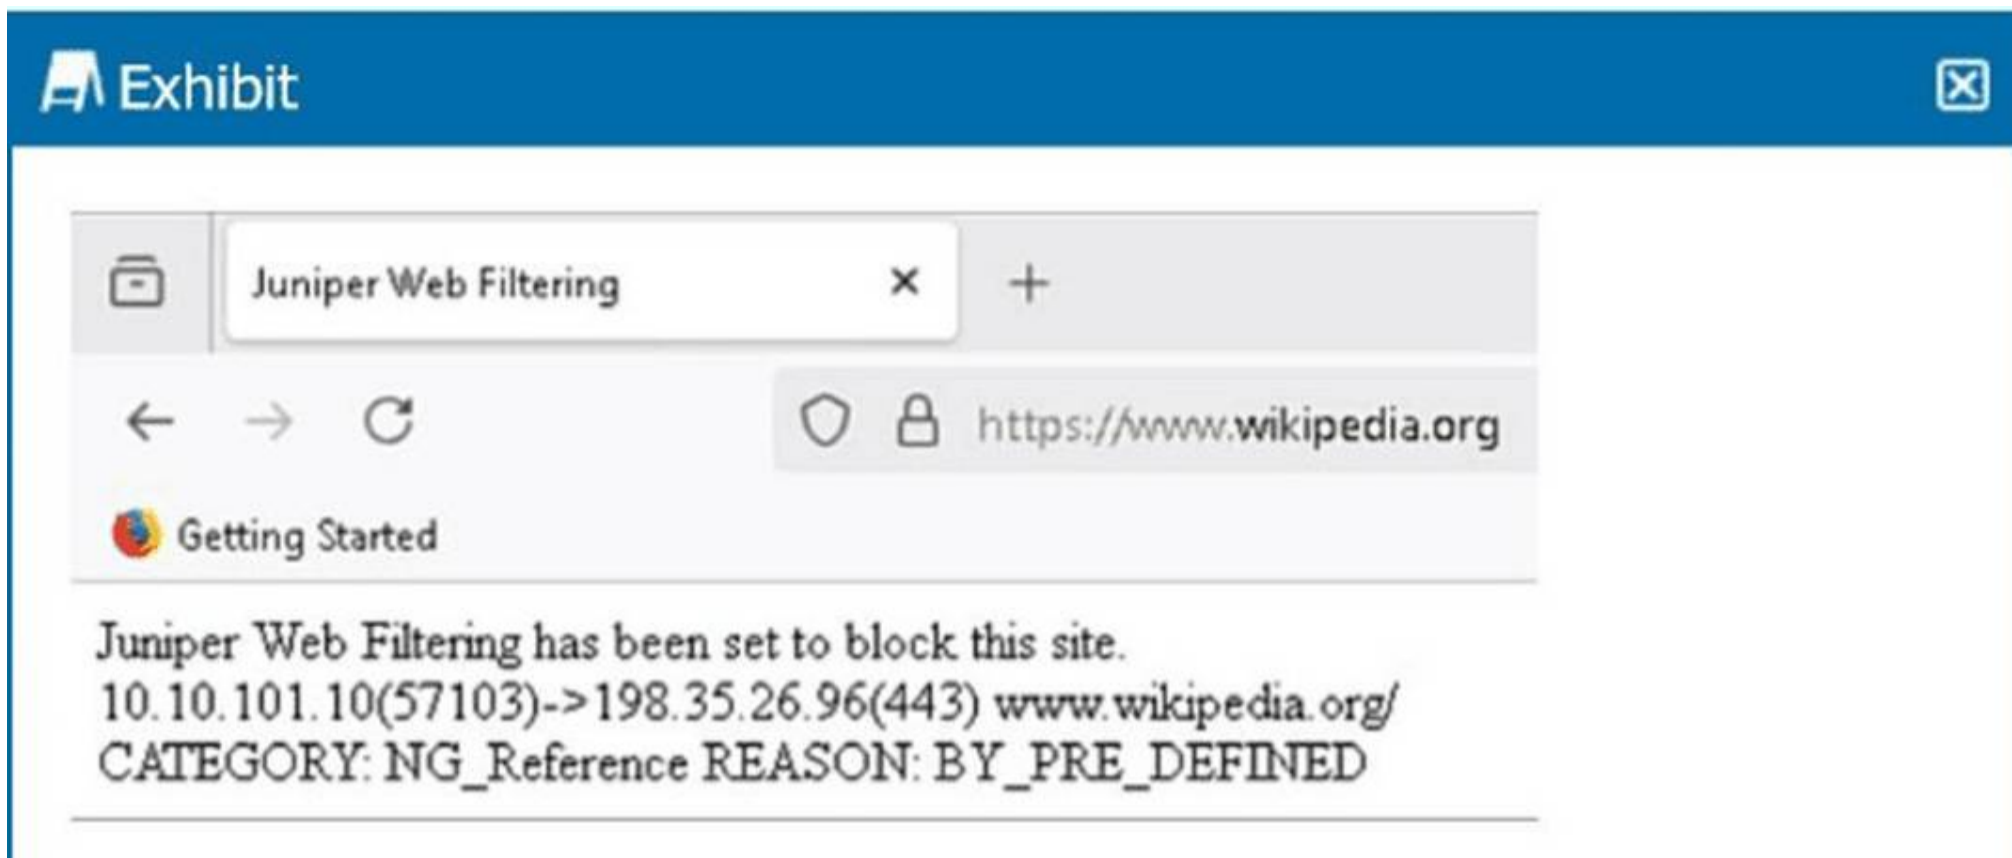 Exhibit
Juniper Web Filtering
https://www.wikipedia.org
Getting Started
Juniper Web Filtering has been set to block this site.
10.10.101.10(57103)->198.35.26.96(443) www.wikipedia.org/
CATEGORY: NG_Reference REASON: BY_PRE_DEFINED